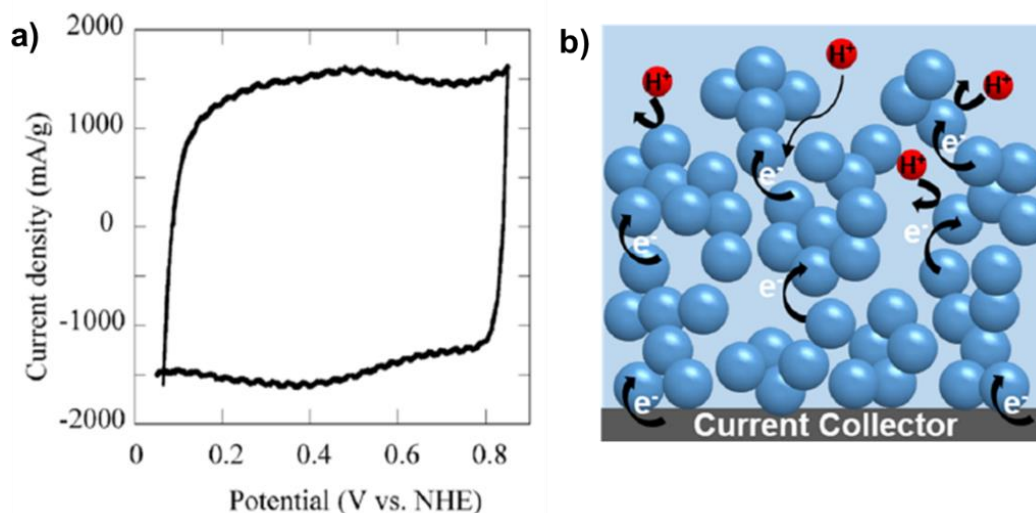 a)
2000
1000
0
-1000
-2000
Current density (mA/g)
0 0.2 0.4 0.6 0.8
Potential (V vs. NHE)
b)
H⁺
H⁺
H⁺
H⁺
e⁻
e⁻
e⁻
e⁻
e⁻
e⁻
e⁻
Current Collector